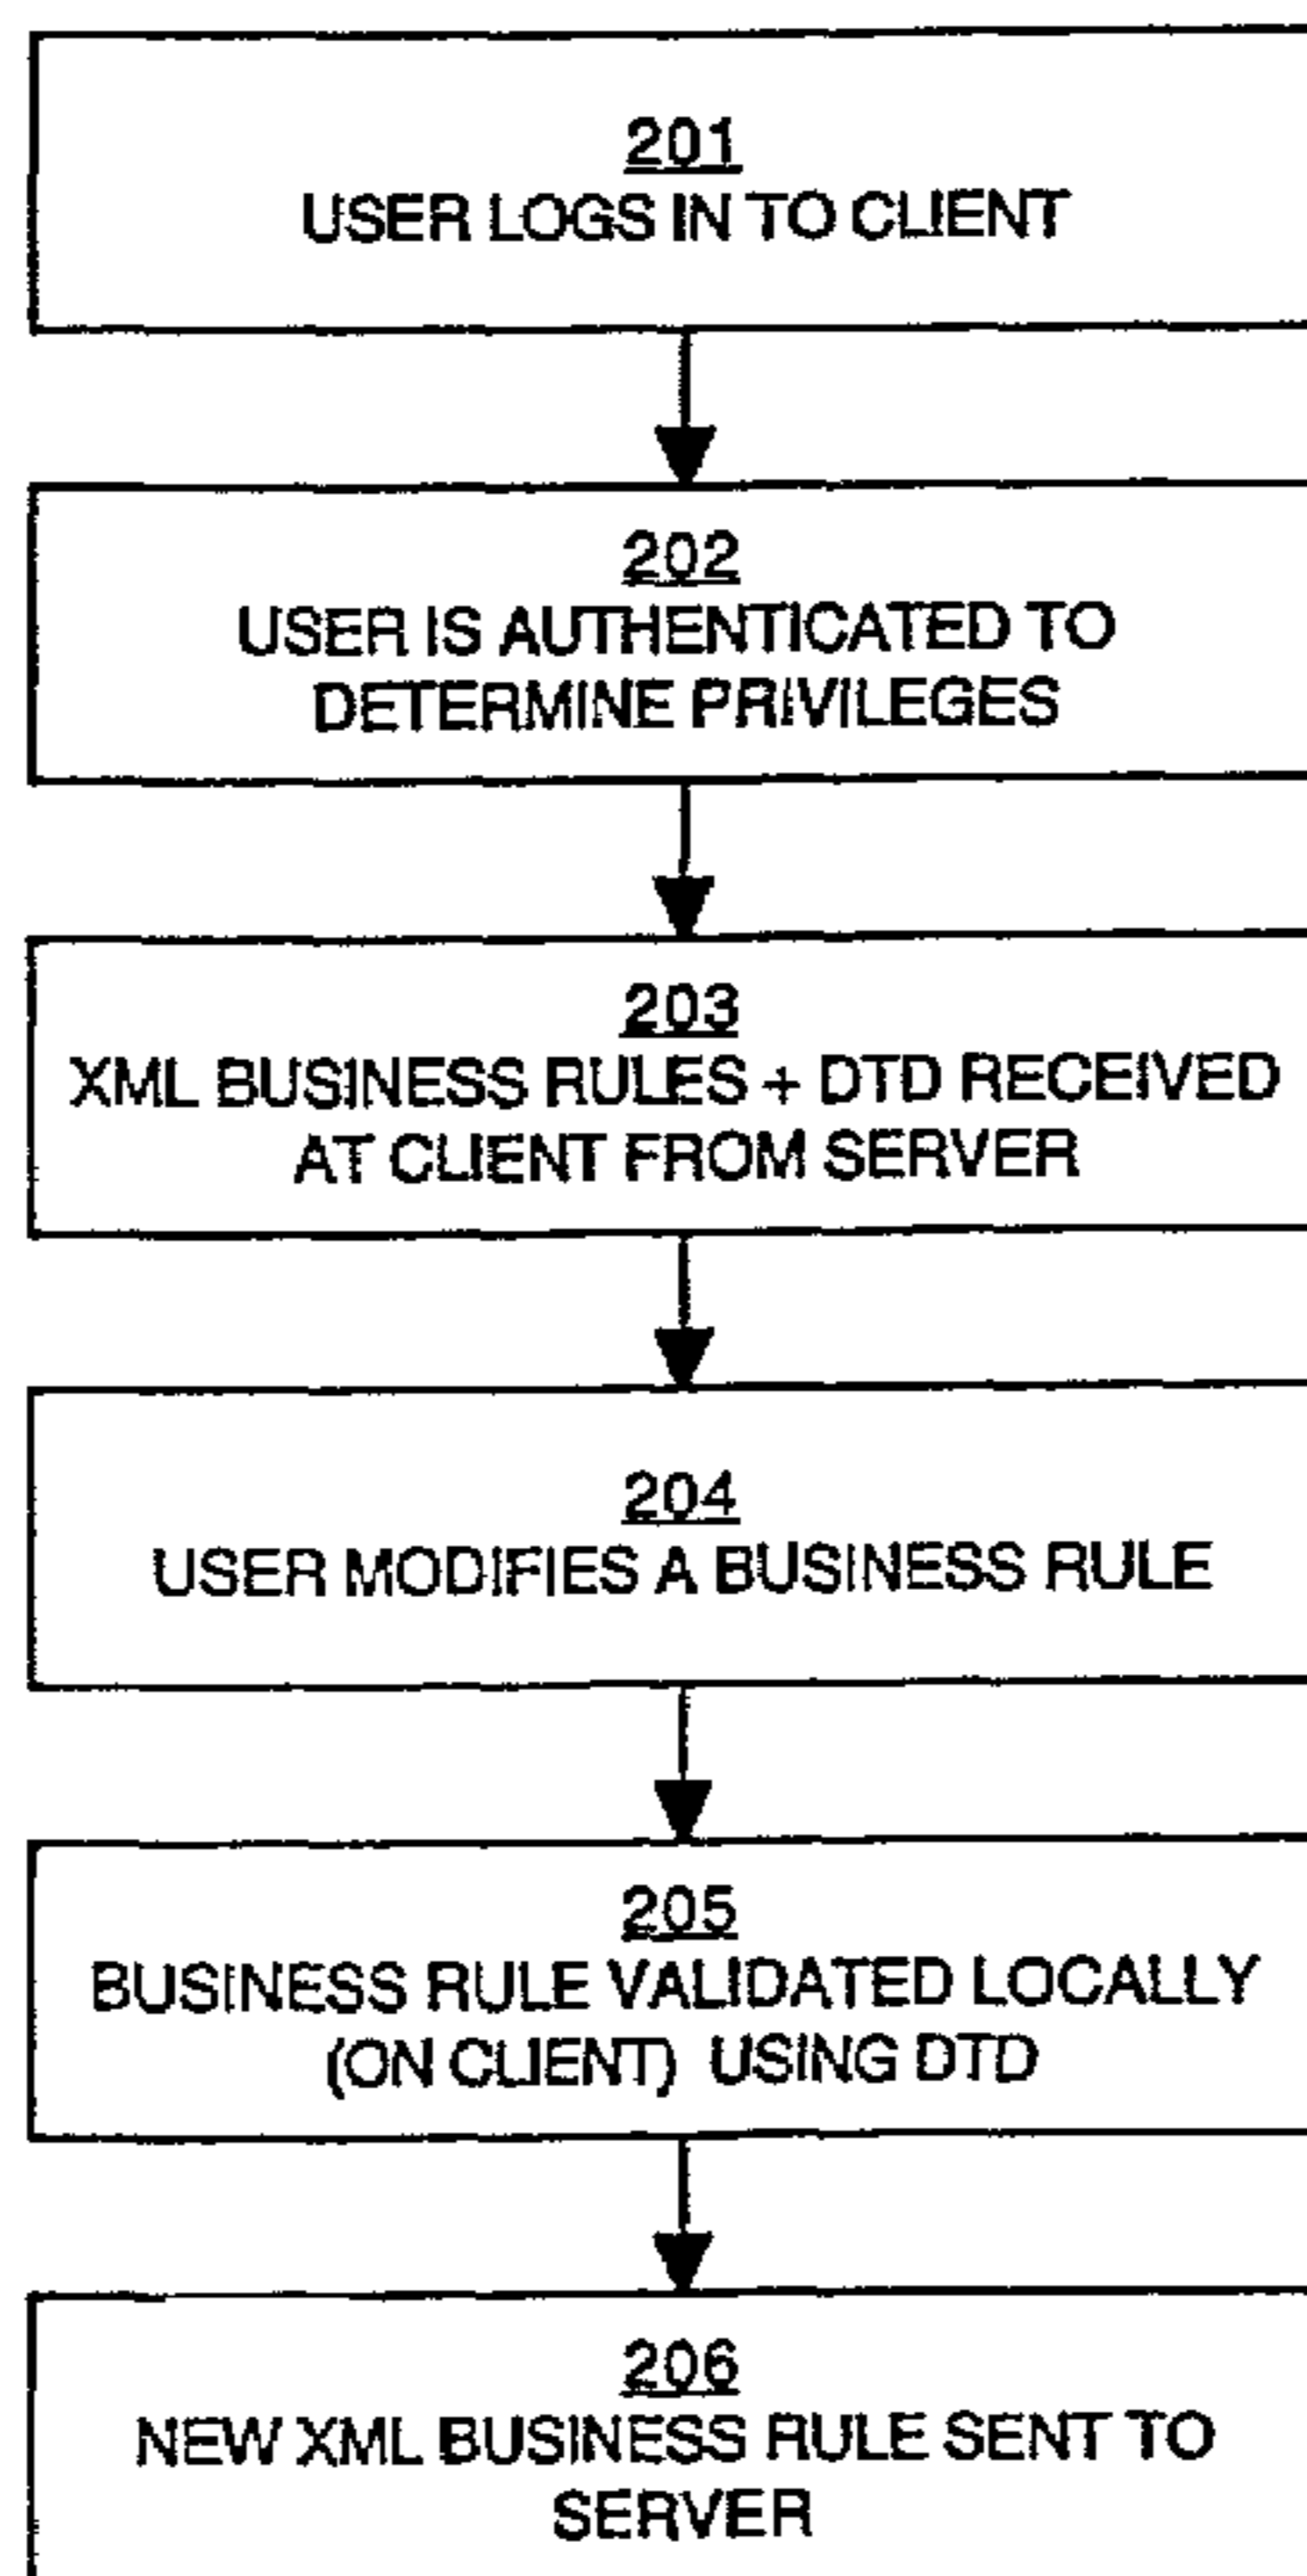 201
USER LOGS IN TO CLIENT
202
USER IS AUTHENTICATED TO
DETERMINE PRIVILEGES
203
XML BUSINESS RULES + DTD RECEIVED
AT CLIENT FROM SERVER
204
USER MODIFIES A BUSINESS RULE
205
BUSINESS RULE VALIDATED LOCALLY
(ON CLIENT) USING DTD
206
NEW XML BUSINESS RULE SENT TO
SERVER